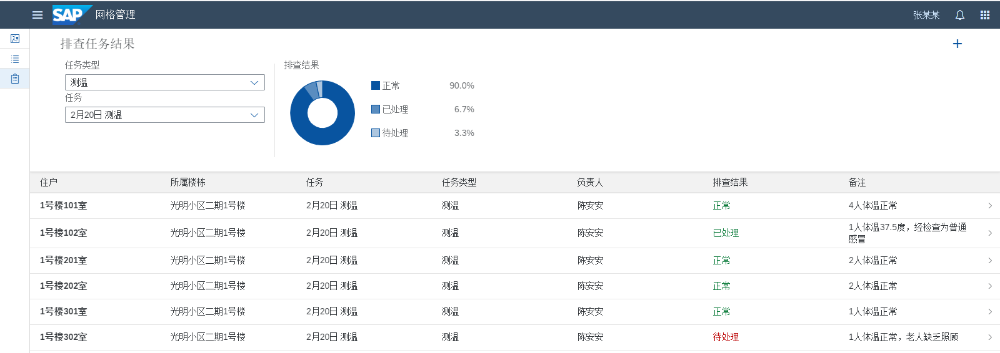 SAP 网格管理 张某某
排查任务结果
任务类型
测温
任务
2月20日 测温
排查结果
正常 90.0%
已处理 6.7%
待处理 3.3%
住户 所属楼栋 任务 任务类型 负责人 排查结果 备注
1号楼101室 光明小区二期1号楼 2月20日 测温 测温 陈安安 正常 4人体温正常
1号楼102室 光明小区二期1号楼 2月20日 测温 测温 陈安安 已处理 1人体温37.5度，经检查为普通
感冒
1号楼201室 光明小区二期1号楼 2月20日 测温 测温 陈安安 正常 2人体温正常
1号楼202室 光明小区二期1号楼 2月20日 测温 测温 陈安安 正常 2人体温正常
1号楼301室 光明小区二期1号楼 2月20日 测温 测温 陈安安 正常 1人体温正常
1号楼302室 光明小区二期1号楼 2月20日 测温 测温 陈安安 待处理 1人体温正常，老人缺乏照顾